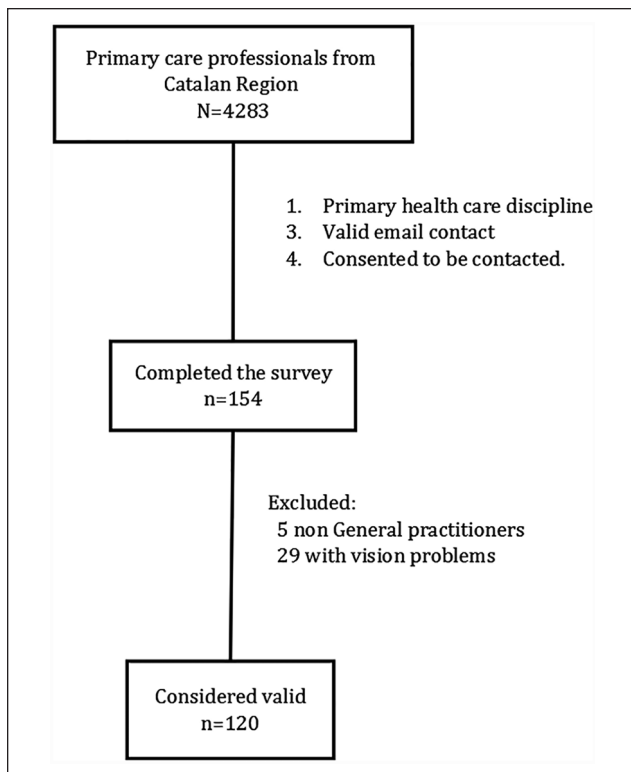 Primary care professionals from
Catalan Region
N=4283
1. Primary health care discipline
3. Valid email contact
4. Consented to be contacted.
Completed the survey
n=154
Excluded:
5 non General practitioners
29 with vision problems
Considered valid
n=120